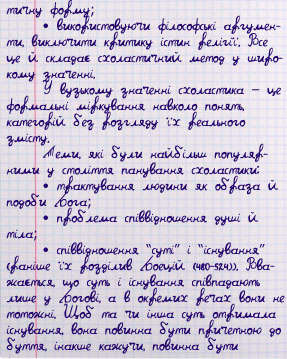 тичну форму;
• використовуючи філософські аргумен-
ти, виключити критику істин релігії. Все
це й складає схоластичний метод у широ-
кому значенні.
У вузькому значенні схоластика – це
формальні міркування навколо понять,
категорій без розгляду їх реального
змісту.
Теми, які були найбільш популяр-
ними у століття панування схоластики:
• трактування людини як образа й
подоби Бога;
• проблема співвідношення душі й
тіла;
• співвідношення "суті" і "існування"
(раніше їх розділив Боецій (480-524)). Вва-
жається, що суть і існування співпадають
лише у Богові, а в окремих речах вони не
тотожні. Щоб та чи інша суть отримала
існування, вона повинна бути причетною до
буття, інакше кажучи, повинна бути